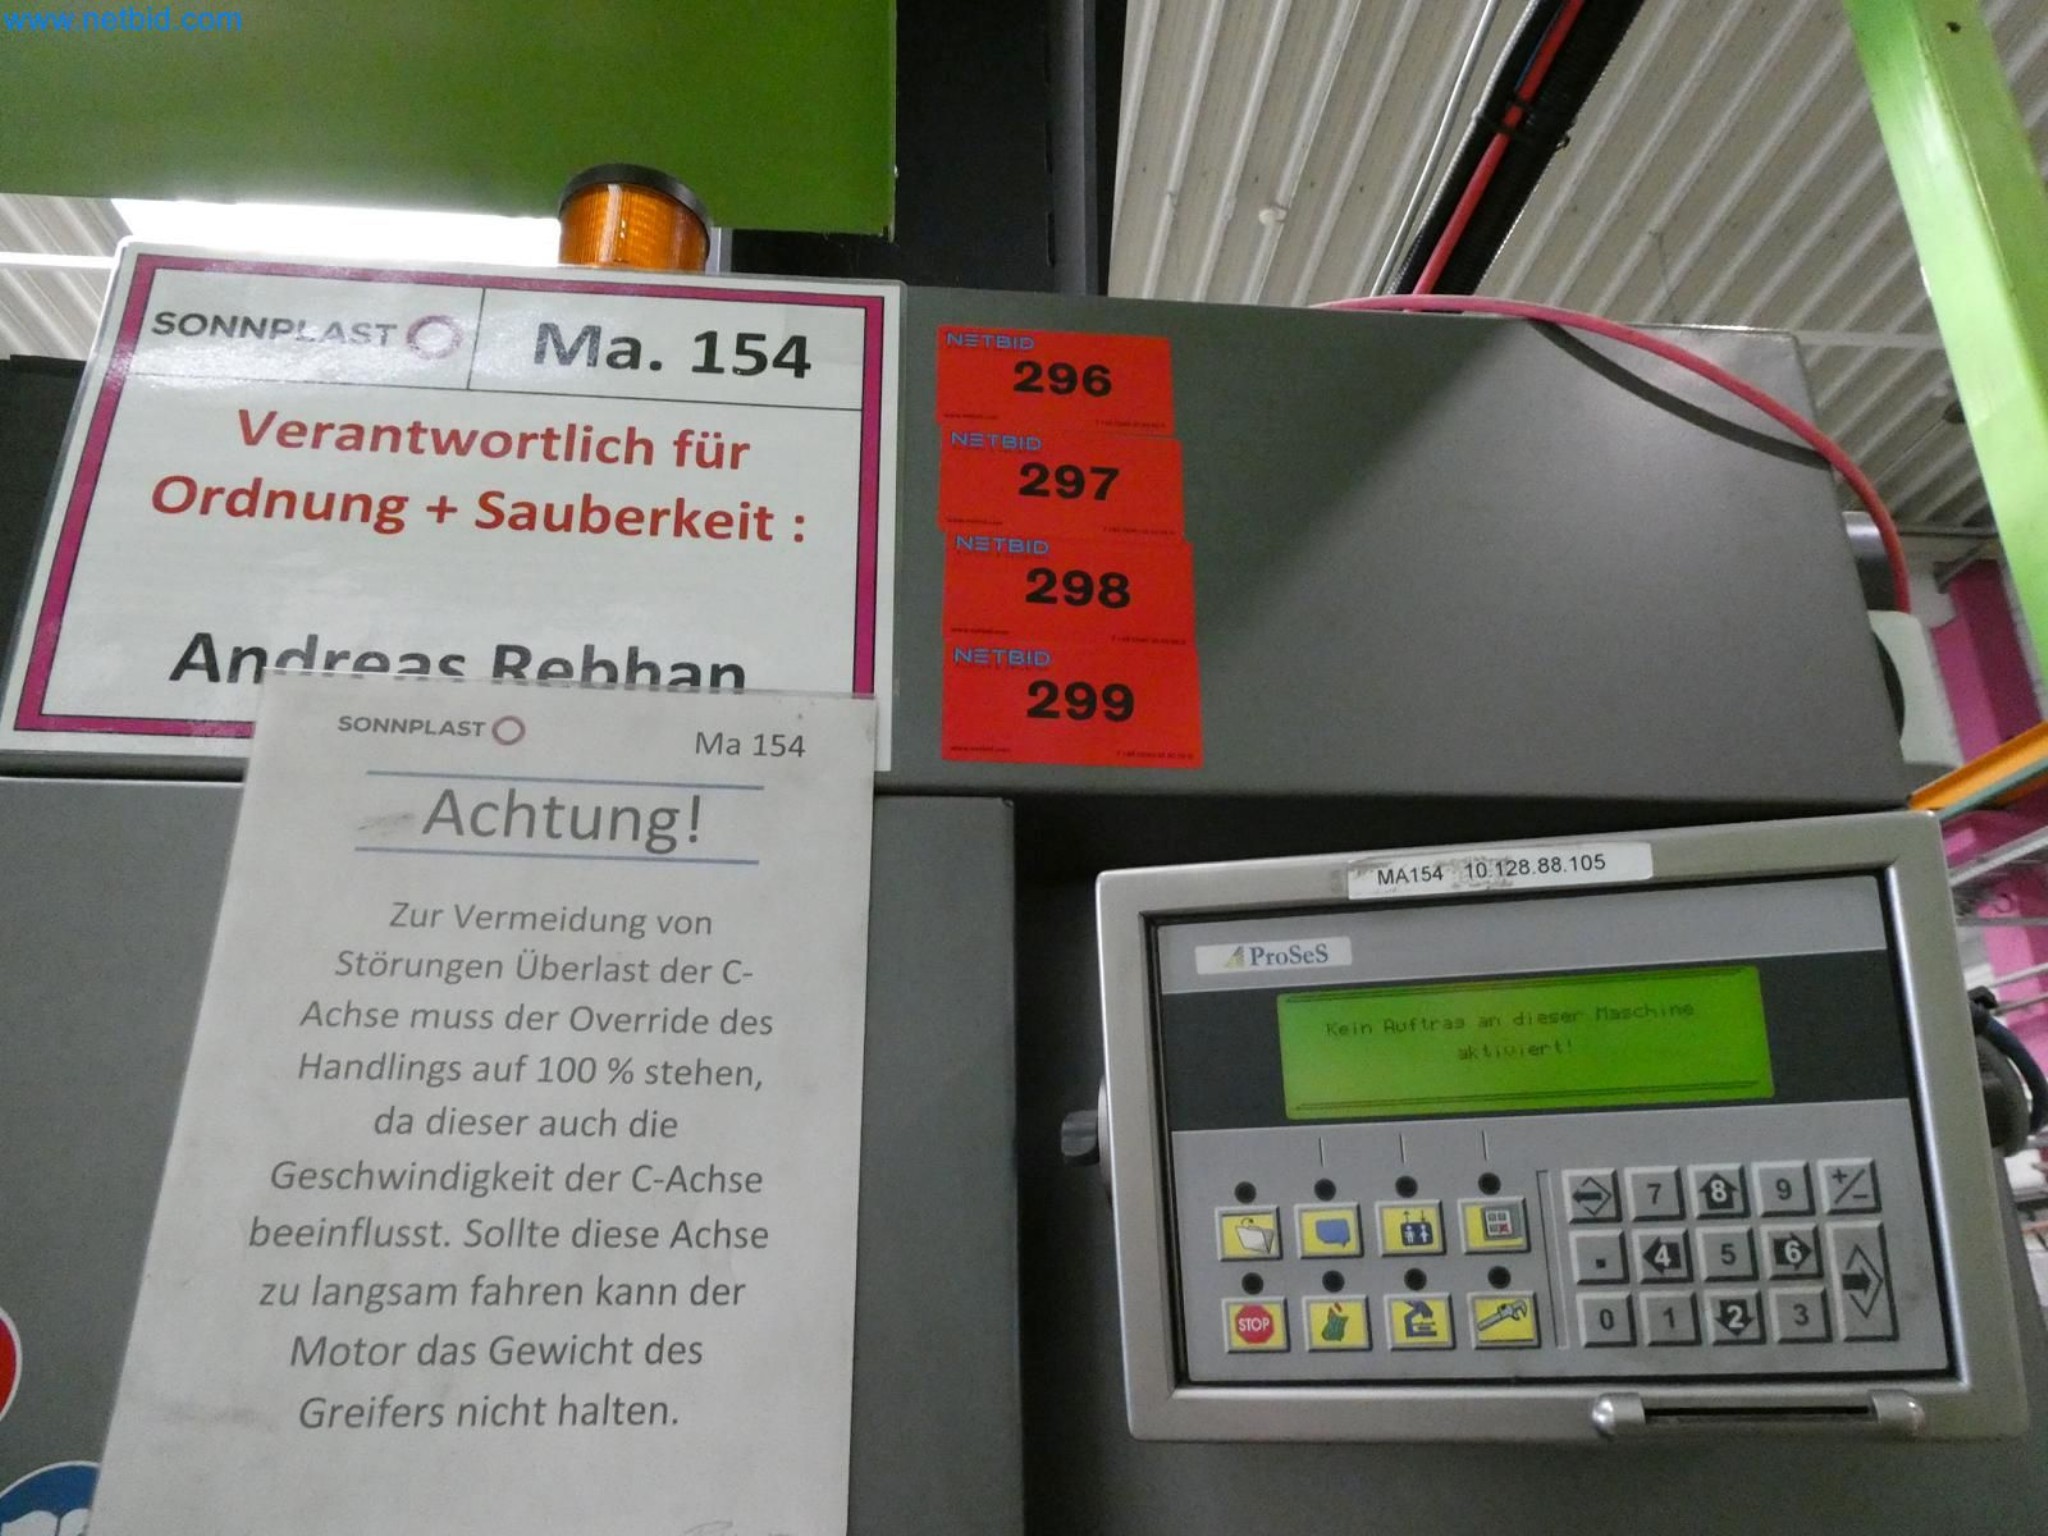 www.netbid.com
SONNPLAST
Ma. 154
Verantwortlich für
Ordnung + Sauberkeit :
Andreas Rebhan
NETBID
296
NETBID
297
NETBID
298
NETBID
299
SONNPLAST
Ma 154
Achtung!
Zur Vermeidung von
Störungen Überlast der C-
Achse muss der Override des
Handlings auf 100 % stehen,
da dieser auch die
Geschwindigkeit der C-Achse
beeinflusst. Sollte diese Achse
zu langsam fahren kann der
Motor das Gewicht des
Greifers nicht halten.
MA154 10.128.88.105
ProSeS
Kein Auftrag an dieser Maschine
aktiviert!
7 8 9 +/-
. 4 5 6
STOP
0 1 2 3